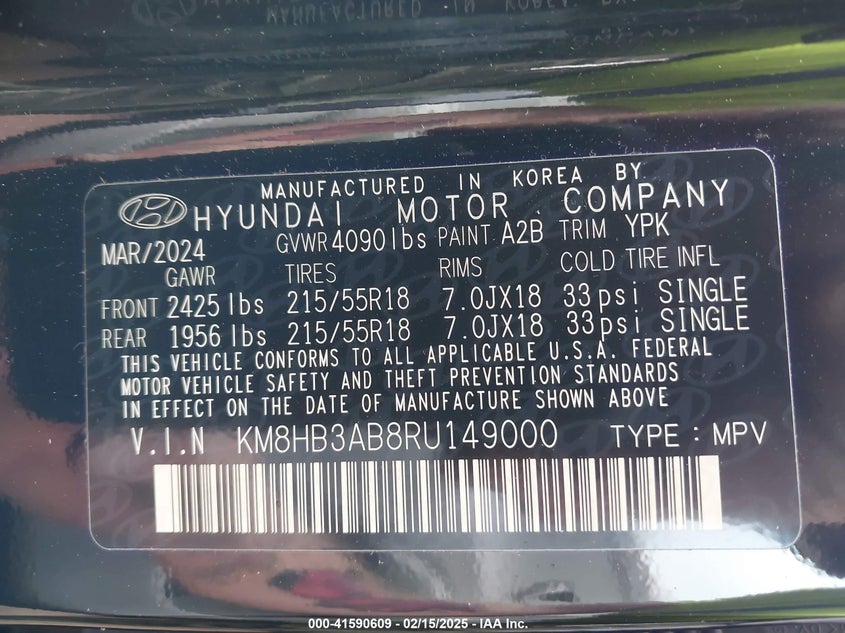 MANUFACTURED IN KOREA BY
HYUNDAI MOTOR COMPANY
MAR/2024 GVWR 4090lbs PAINT A2B TRIM YPK
GAWR TIRES RIMS COLD TIRE INFL
FRONT 2425 lbs 215/55R18 7.0JX18 33psi SINGLE
REAR 1956 lbs 215/55R18 7.0JX18 33psi SINGLE
THIS VEHICLE CONFORMS TO ALL APPLICABLE U.S.A. FEDERAL
MOTOR VEHICLE SAFETY AND THEFT PREVENTION STANDARDS
IN EFFECT ON THE DATE OF MANUFACTURE SHOWN ABOVE
V.I.N KM8HB3AB8RU149000 TYPE : MPV
000-41590609 - 02/15/2025 - IAA Inc.